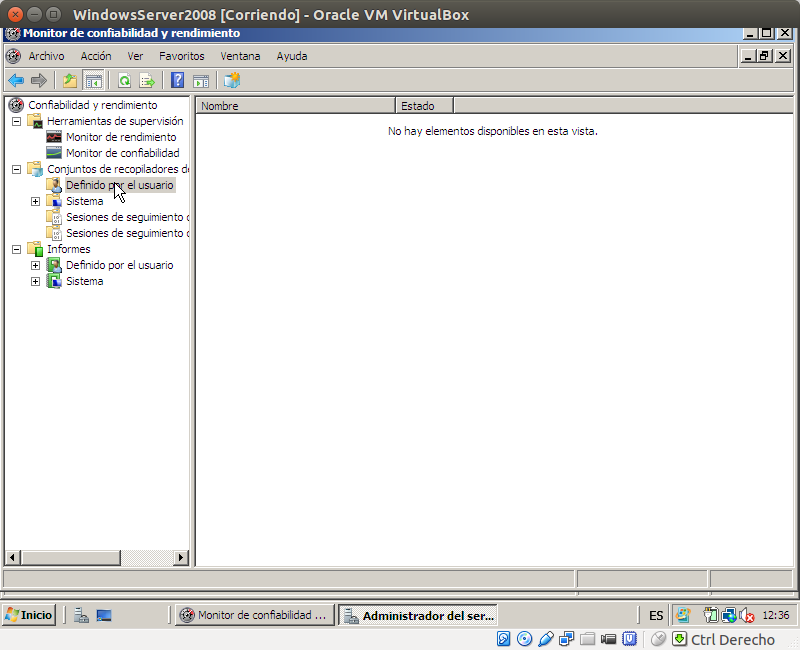 WindowsServer2008 [Corriendo] - Oracle VM VirtualBox
Monitor de confiabilidad y rendimiento
Archivo Acción Ver Favoritos Ventana Ayuda
Confiabilidad y rendimiento
Herramientas de supervisión
Monitor de rendimiento
Monitor de confiabilidad
Conjuntos de recopiladores de
Definido por el usuario
Sistema
Sesiones de seguimiento
Sesiones de seguimiento
Informes
Definido por el usuario
Sistema
Nombre Estado
No hay elementos disponibles en esta vista.
Inicio Monitor de confiabilidad ... Administrador del ser... ES 12:36
Ctrl Derecho